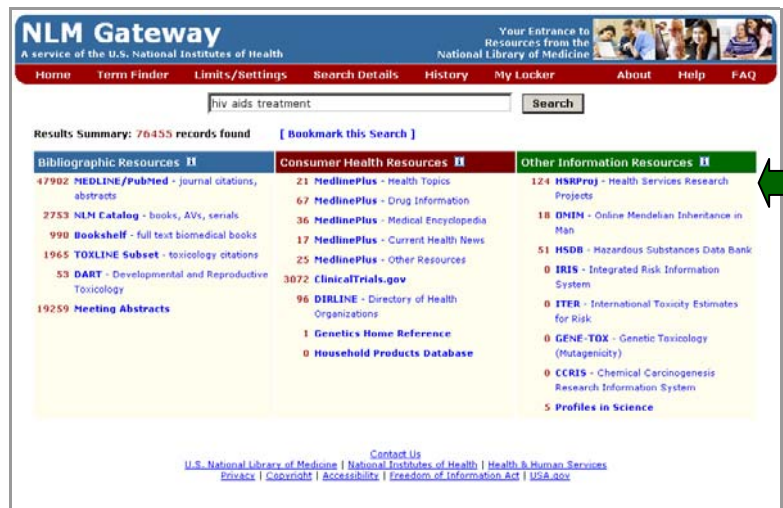 NLM Gateway
A service of the U.S. National Institutes of Health
Your Entrance to
Resources from the
National Library of Medicine
Home Term Finder Limits/Settings Search Details History My Locker About Help FAQ
hiv aids treatment Search
Results Summary: 76455 records found [ Bookmark this Search ]
Bibliographic Resources
47902 MEDLINE/PubMed - journal citations,
abstracts
2753 NLM Catalog - books, AVs, serials
990 Bookshelf - full text biomedical books
1965 TOXLINE Subset - toxicology citations
53 DART - Developmental and Reproductive
Toxicology
19259 Meeting Abstracts
Consumer Health Resources
21 MedlinePlus - Health Topics
67 MedlinePlus - Drug Information
36 MedlinePlus - Medical Encyclopedia
17 MedlinePlus - Current Health News
25 MedlinePlus - Other Resources
3072 ClinicalTrials.gov
96 DIRLINE - Directory of Health
Organizations
1 Genetics Home Reference
0 Household Products Database
Other Information Resources
124 HSRProj - Health Services Research
Projects
18 OMIM - Online Mendelian Inheritance in
Man
51 HSDB - Hazardous Substances Data Bank
0 IRIS - Integrated Risk Information
System
0 ITER - International Toxicity Estimates
for Risk
0 GENE-TOX - Genetic Toxicology
(Mutagenicity)
0 CCRIS - Chemical Carcinogenesis
Research Information System
5 Profiles in Science
Contact Us
U.S. National Library of Medicine | National Institutes of Health | Health & Human Services
Privacy | Copyright | Accessibility | Freedom of Information Act | USA.gov